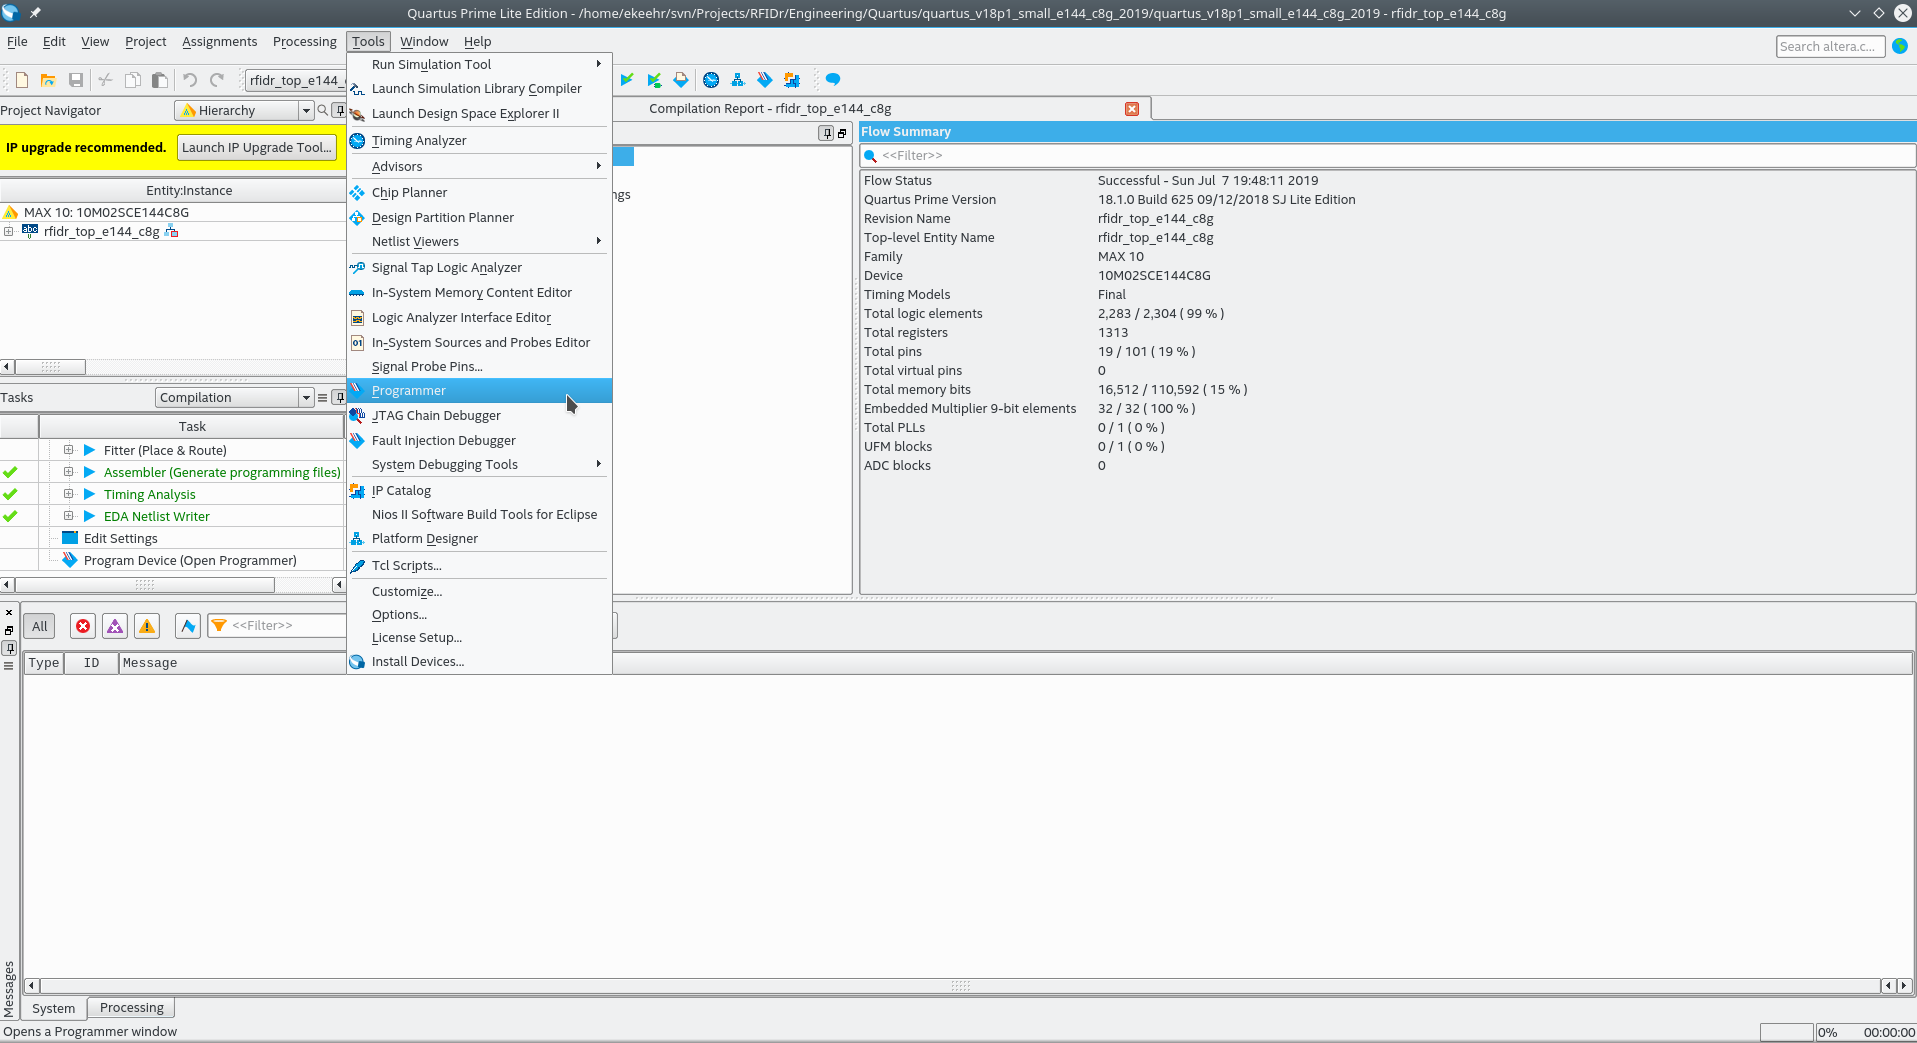 Quartus Prime Lite Edition - /home/ekeehr/svn/Projects/RFIDr/Engineering/Quartus/quartus_v18p1_small_e144_c8g_2019/quartus_v18p1_small_e144_c8g_2019 - rfidr_top_e144_c8g
File Edit View Project Assignments Processing Tools Window Help
Search altera.c...
rfidr_top_e144_
Project Navigator
Hierarchy
IP upgrade recommended.
Launch IP Upgrade Tool...
Entity:Instance
MAX 10: 10M02SCE144C8G
abc rfidr_top_e144_c8g
Tasks
Compilation
Task
Fitter (Place & Route)
Assembler (Generate programming files)
Timing Analysis
EDA Netlist Writer
Edit Settings
Program Device (Open Programmer)
Run Simulation Tool
Launch Simulation Library Compiler
Launch Design Space Explorer II
Timing Analyzer
Advisors
Chip Planner
Design Partition Planner
Netlist Viewers
Signal Tap Logic Analyzer
In-System Memory Content Editor
Logic Analyzer Interface Editor
In-System Sources and Probes Editor
Signal Probe Pins...
Programmer
JTAG Chain Debugger
Fault Injection Debugger
System Debugging Tools
IP Catalog
Nios II Software Build Tools for Eclipse
Platform Designer
Tcl Scripts...
Customize...
Options...
License Setup...
Install Devices...
Compilation Report - rfidr_top_e144_c8g
ngs
Flow Summary
<<Filter>>
Flow Status Successful - Sun Jul 7 19:48:11 2019
Quartus Prime Version 18.1.0 Build 625 09/12/2018 SJ Lite Edition
Revision Name rfidr_top_e144_c8g
Top-level Entity Name rfidr_top_e144_c8g
Family MAX 10
Device 10M02SCE144C8G
Timing Models Final
Total logic elements 2,283 / 2,304 ( 99 % )
Total registers 1313
Total pins 19 / 101 ( 19 % )
Total virtual pins 0
Total memory bits 16,512 / 110,592 ( 15 % )
Embedded Multiplier 9-bit elements 32 / 32 ( 100 % )
Total PLLs 0 / 1 ( 0 % )
UFM blocks 0 / 1 ( 0 % )
ADC blocks 0
All
<<Filter>>
Type ID Message
Messages
System Processing
Opens a Programmer window
0% 00:00:00